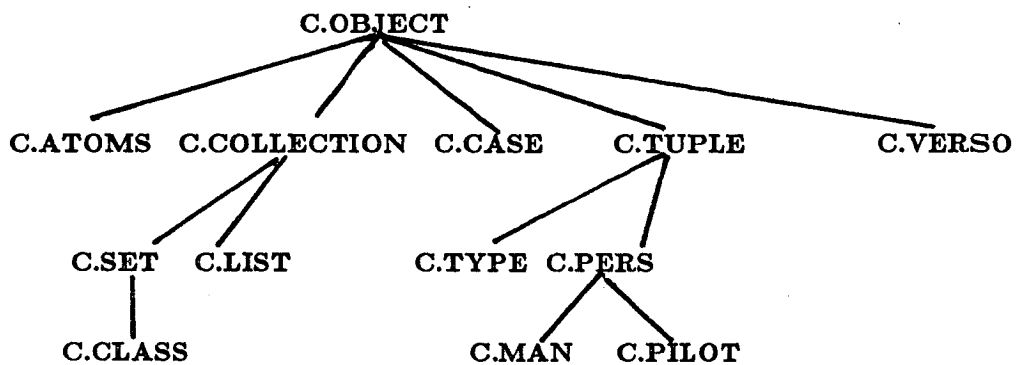 C.OBJECT
C.ATOMS C.COLLECTION C.CASE C.TUPLE C.VERSO
C.SET C.LIST C.TYPE C.PERS
C.CLASS C.MAN C.PILOT